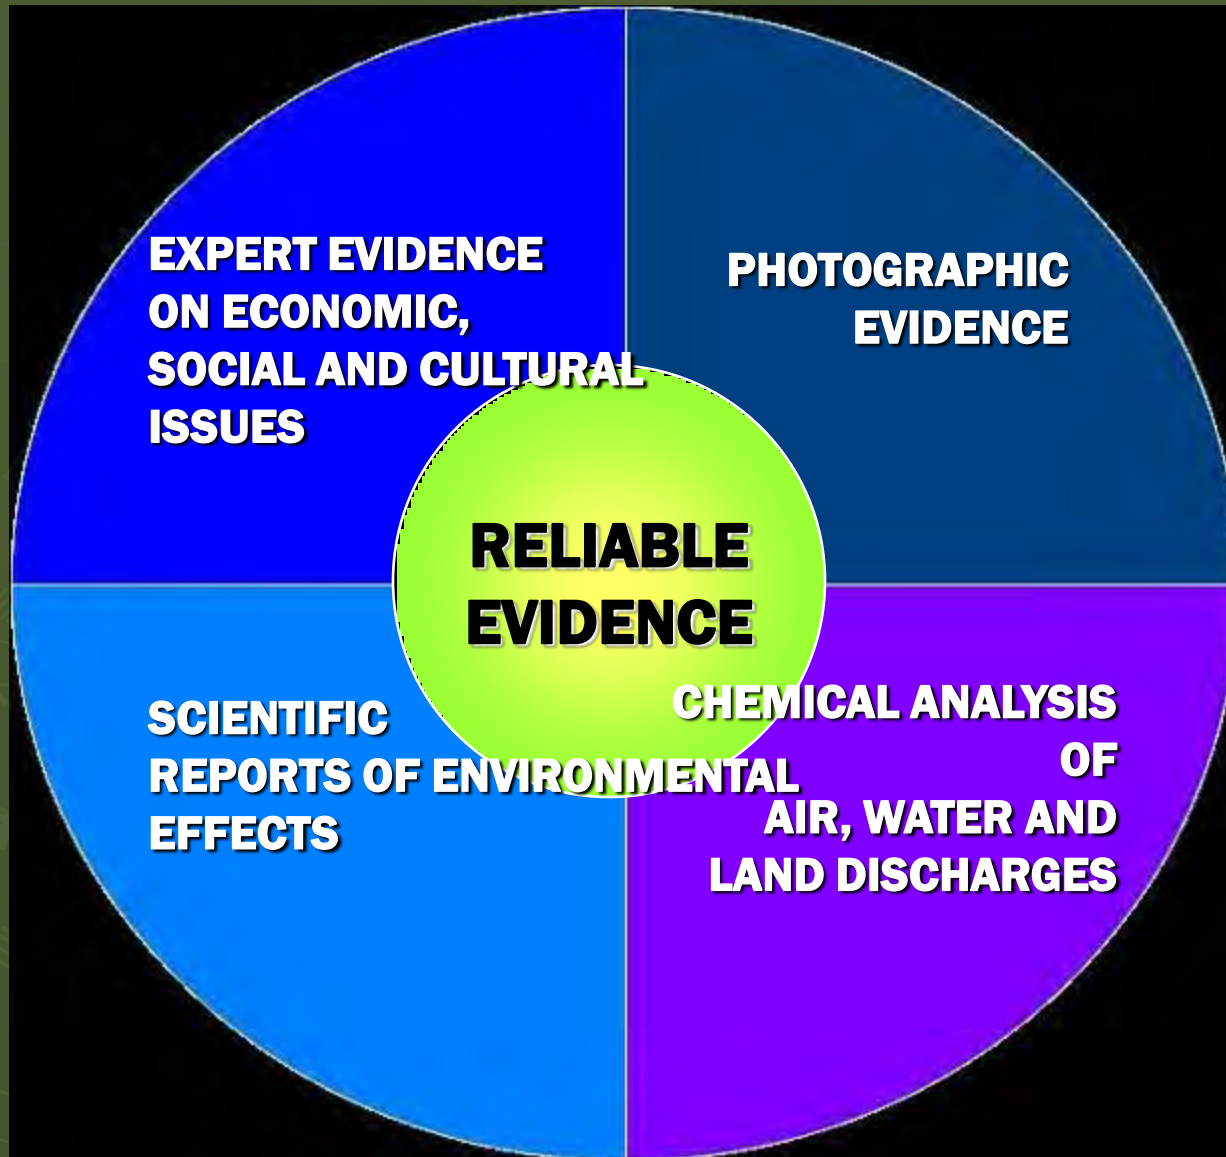 EXPERT EVIDENCE
ON ECONOMIC,
SOCIAL AND CULTURAL
ISSUES
PHOTOGRAPHIC
EVIDENCE
RELIABLE
EVIDENCE
SCIENTIFIC
REPORTS OF ENVIRONMENTAL
EFFECTS
CHEMICAL ANALYSIS
OF
AIR, WATER AND
LAND DISCHARGES